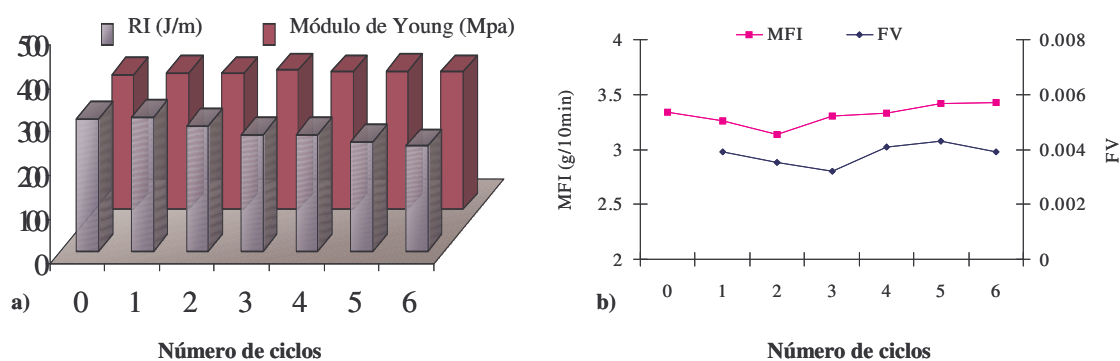 RI (J/m)
Módulo de Young (Mpa)
500
400
300
200
100
0
0 1 2 3 4 5 6
a)
Número de ciclos
MFI
FV
4
3.5
3
2.5
2
MFI (g/10min)
0.008
0.006
0.004
0.002
0
FV
0 1 2 3 4 5 6
b)
Número de ciclos